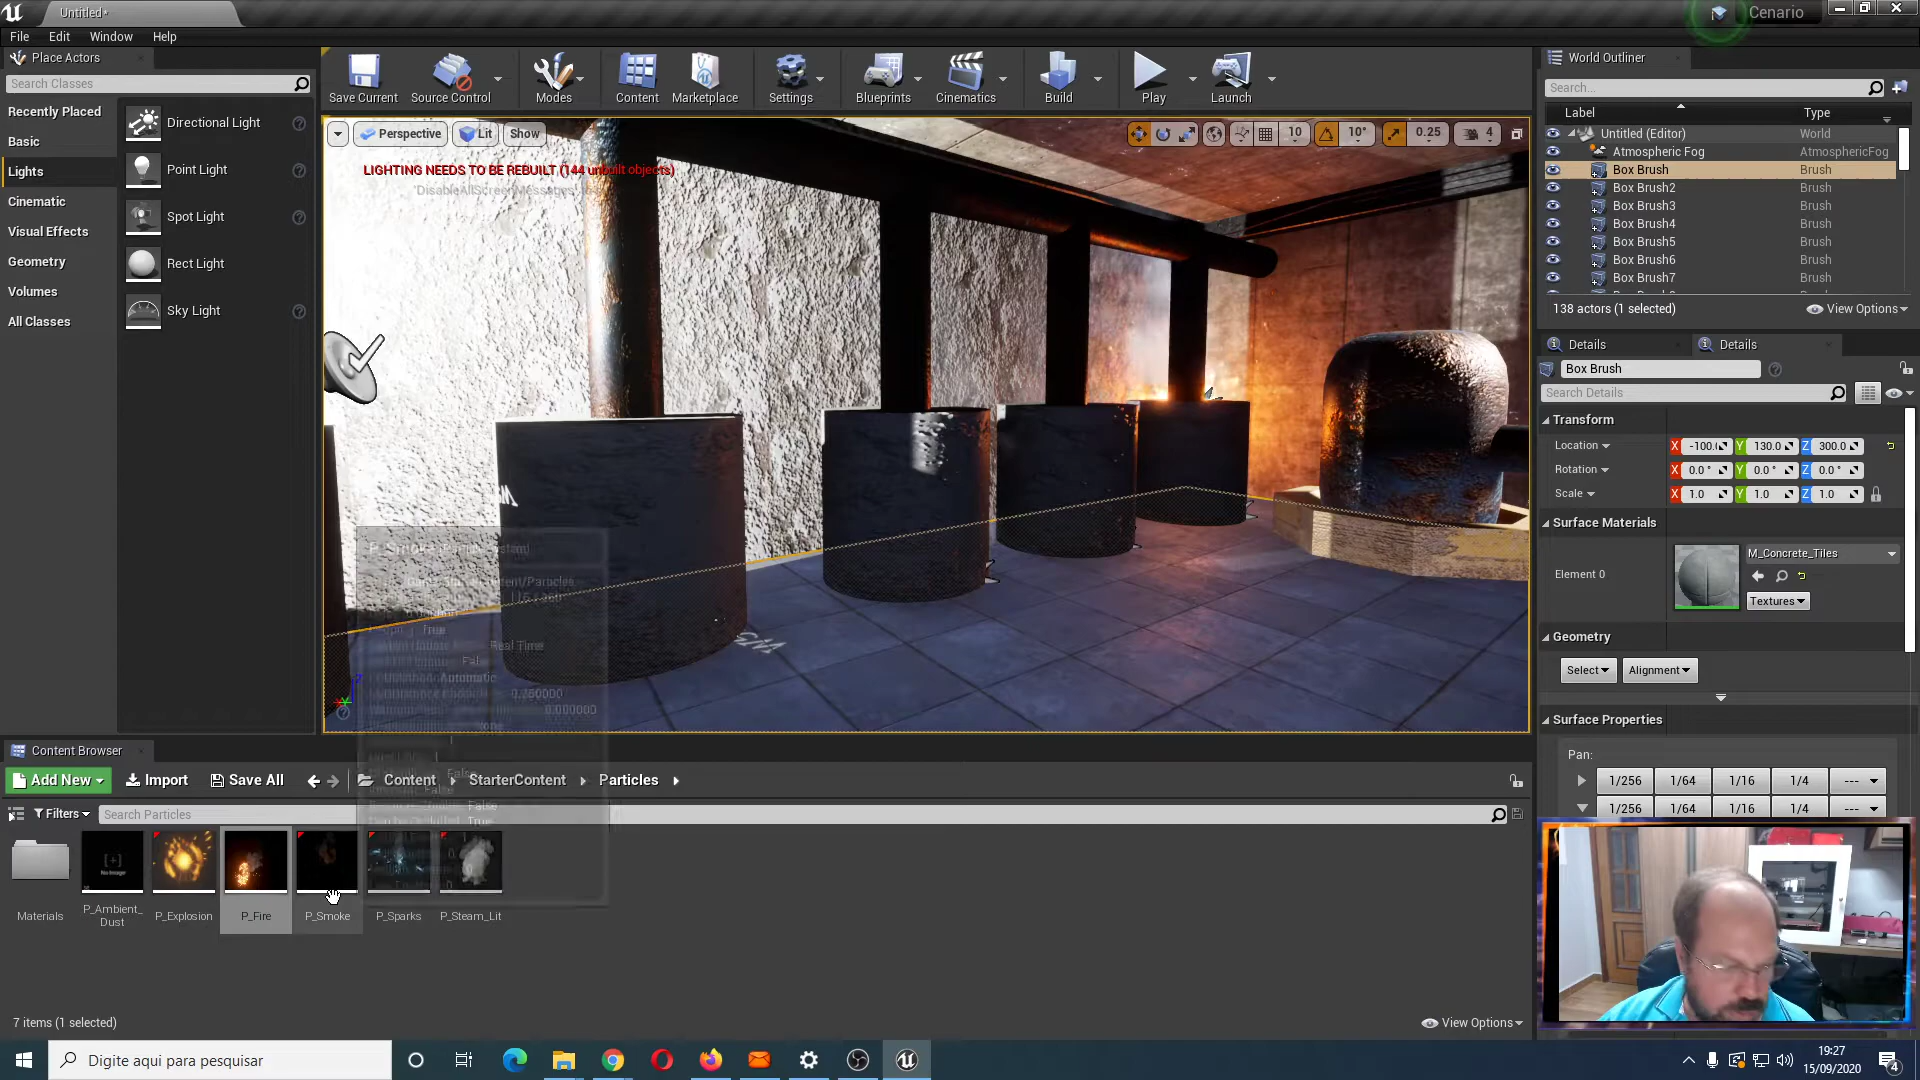 Untitled*
Cenario
File Edit Window Help
Place Actors
Search Classes
Recently Placed
Basic
Lights
Cinematic
Visual Effects
Geometry
Volumes
All Classes
Directional Light
Point Light
Spot Light
Rect Light
Sky Light
Save Current
Source Control
Modes
Content
Marketplace
Settings
Blueprints
Cinematics
Build
Play
Launch
Perspective Lit Show
10 10° 0.25 4
LIGHTING NEEDS TO BE REBUILT (144 unbuilt objects)
World Outliner
Search...
Label Type
Untitled (Editor) World
Atmospheric Fog AtmosphericFog
Box Brush Brush
Box Brush2 Brush
Box Brush3 Brush
Box Brush4 Brush
Box Brush5 Brush
Box Brush6 Brush
Box Brush7 Brush
138 actors (1 selected)
View Options
Details Details
Box Brush
Search Details
Transform
Location X -100.0 Y 130.0 Z 300.0
Rotation X 0.0 ° Y 0.0 ° Z 0.0 °
Scale X 1.0 Y 1.0 Z 1.0
Surface Materials
Element 0
M_Concrete_Tiles
Textures
Geometry
Select Alignment
Surface Properties
Pan:
1/256 1/64 1/16 1/4 ---
1/256 1/64 1/16 1/4 ---
Content Browser
Add New Import Save All Content StarterContent Particles
Filters Search Particles
Materials
P_Ambient_
Dust
P_Explosion
P_Fire
P_Smoke
P_Sparks
P_Steam_Lit
7 items (1 selected)
View Options
Digite aqui para pesquisar
19:27
15/09/2020
4